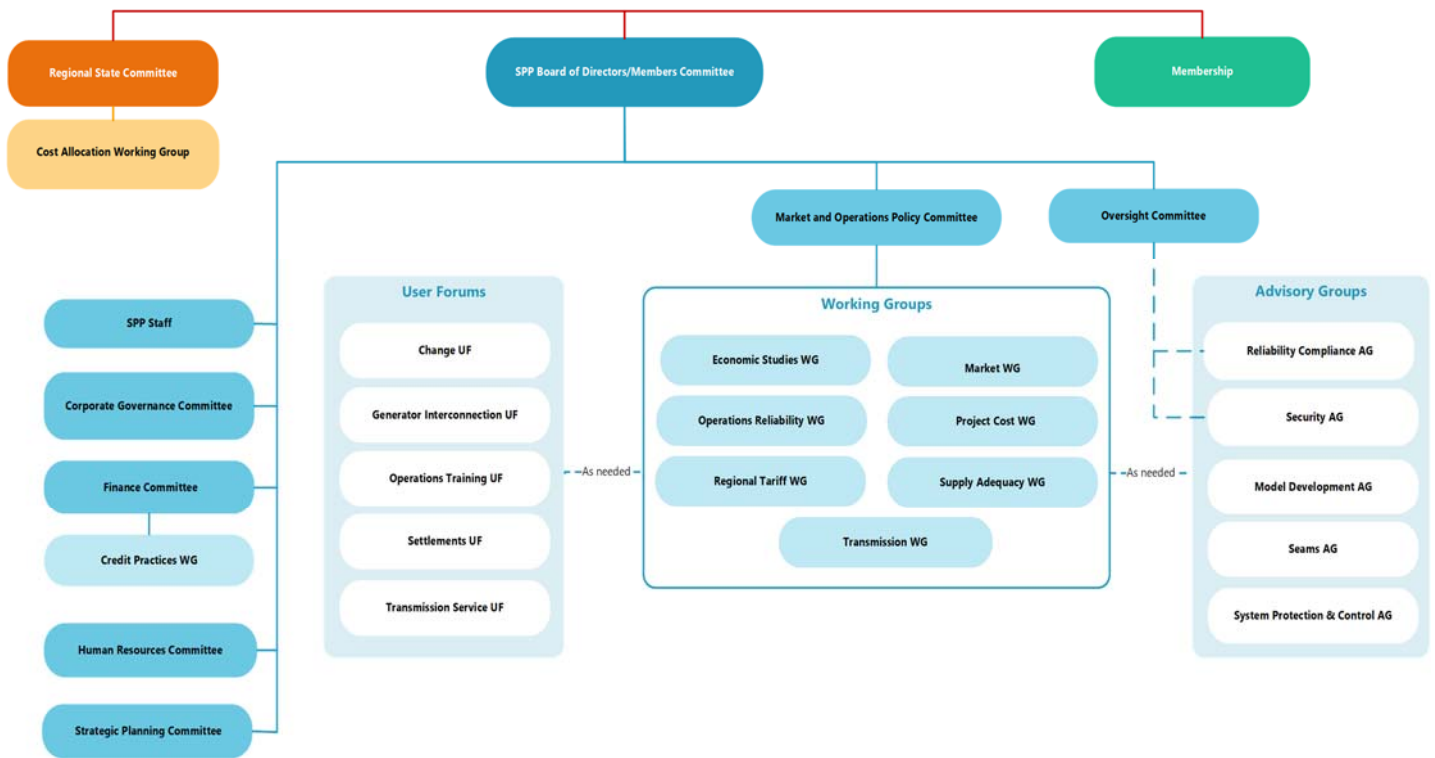 Regional State Committee
SPP Board of Directors/Members Committee
Membership
Cost Allocation Working Group
Market and Operations Policy Committee
Oversight Committee
SPP Staff
Corporate Governance Committee
Finance Committee
Credit Practices WG
Human Resources Committee
Strategic Planning Committee
User Forums
Change UF
Generator Interconnection UF
Operations Training UF
Settlements UF
Transmission Service UF
As needed
Working Groups
Economic Studies WG
Market WG
Operations Reliability WG
Project Cost WG
Regional Tariff WG
Supply Adequacy WG
Transmission WG
As needed
Advisory Groups
Reliability Compliance AG
Security AG
Model Development AG
Seams AG
System Protection & Control AG